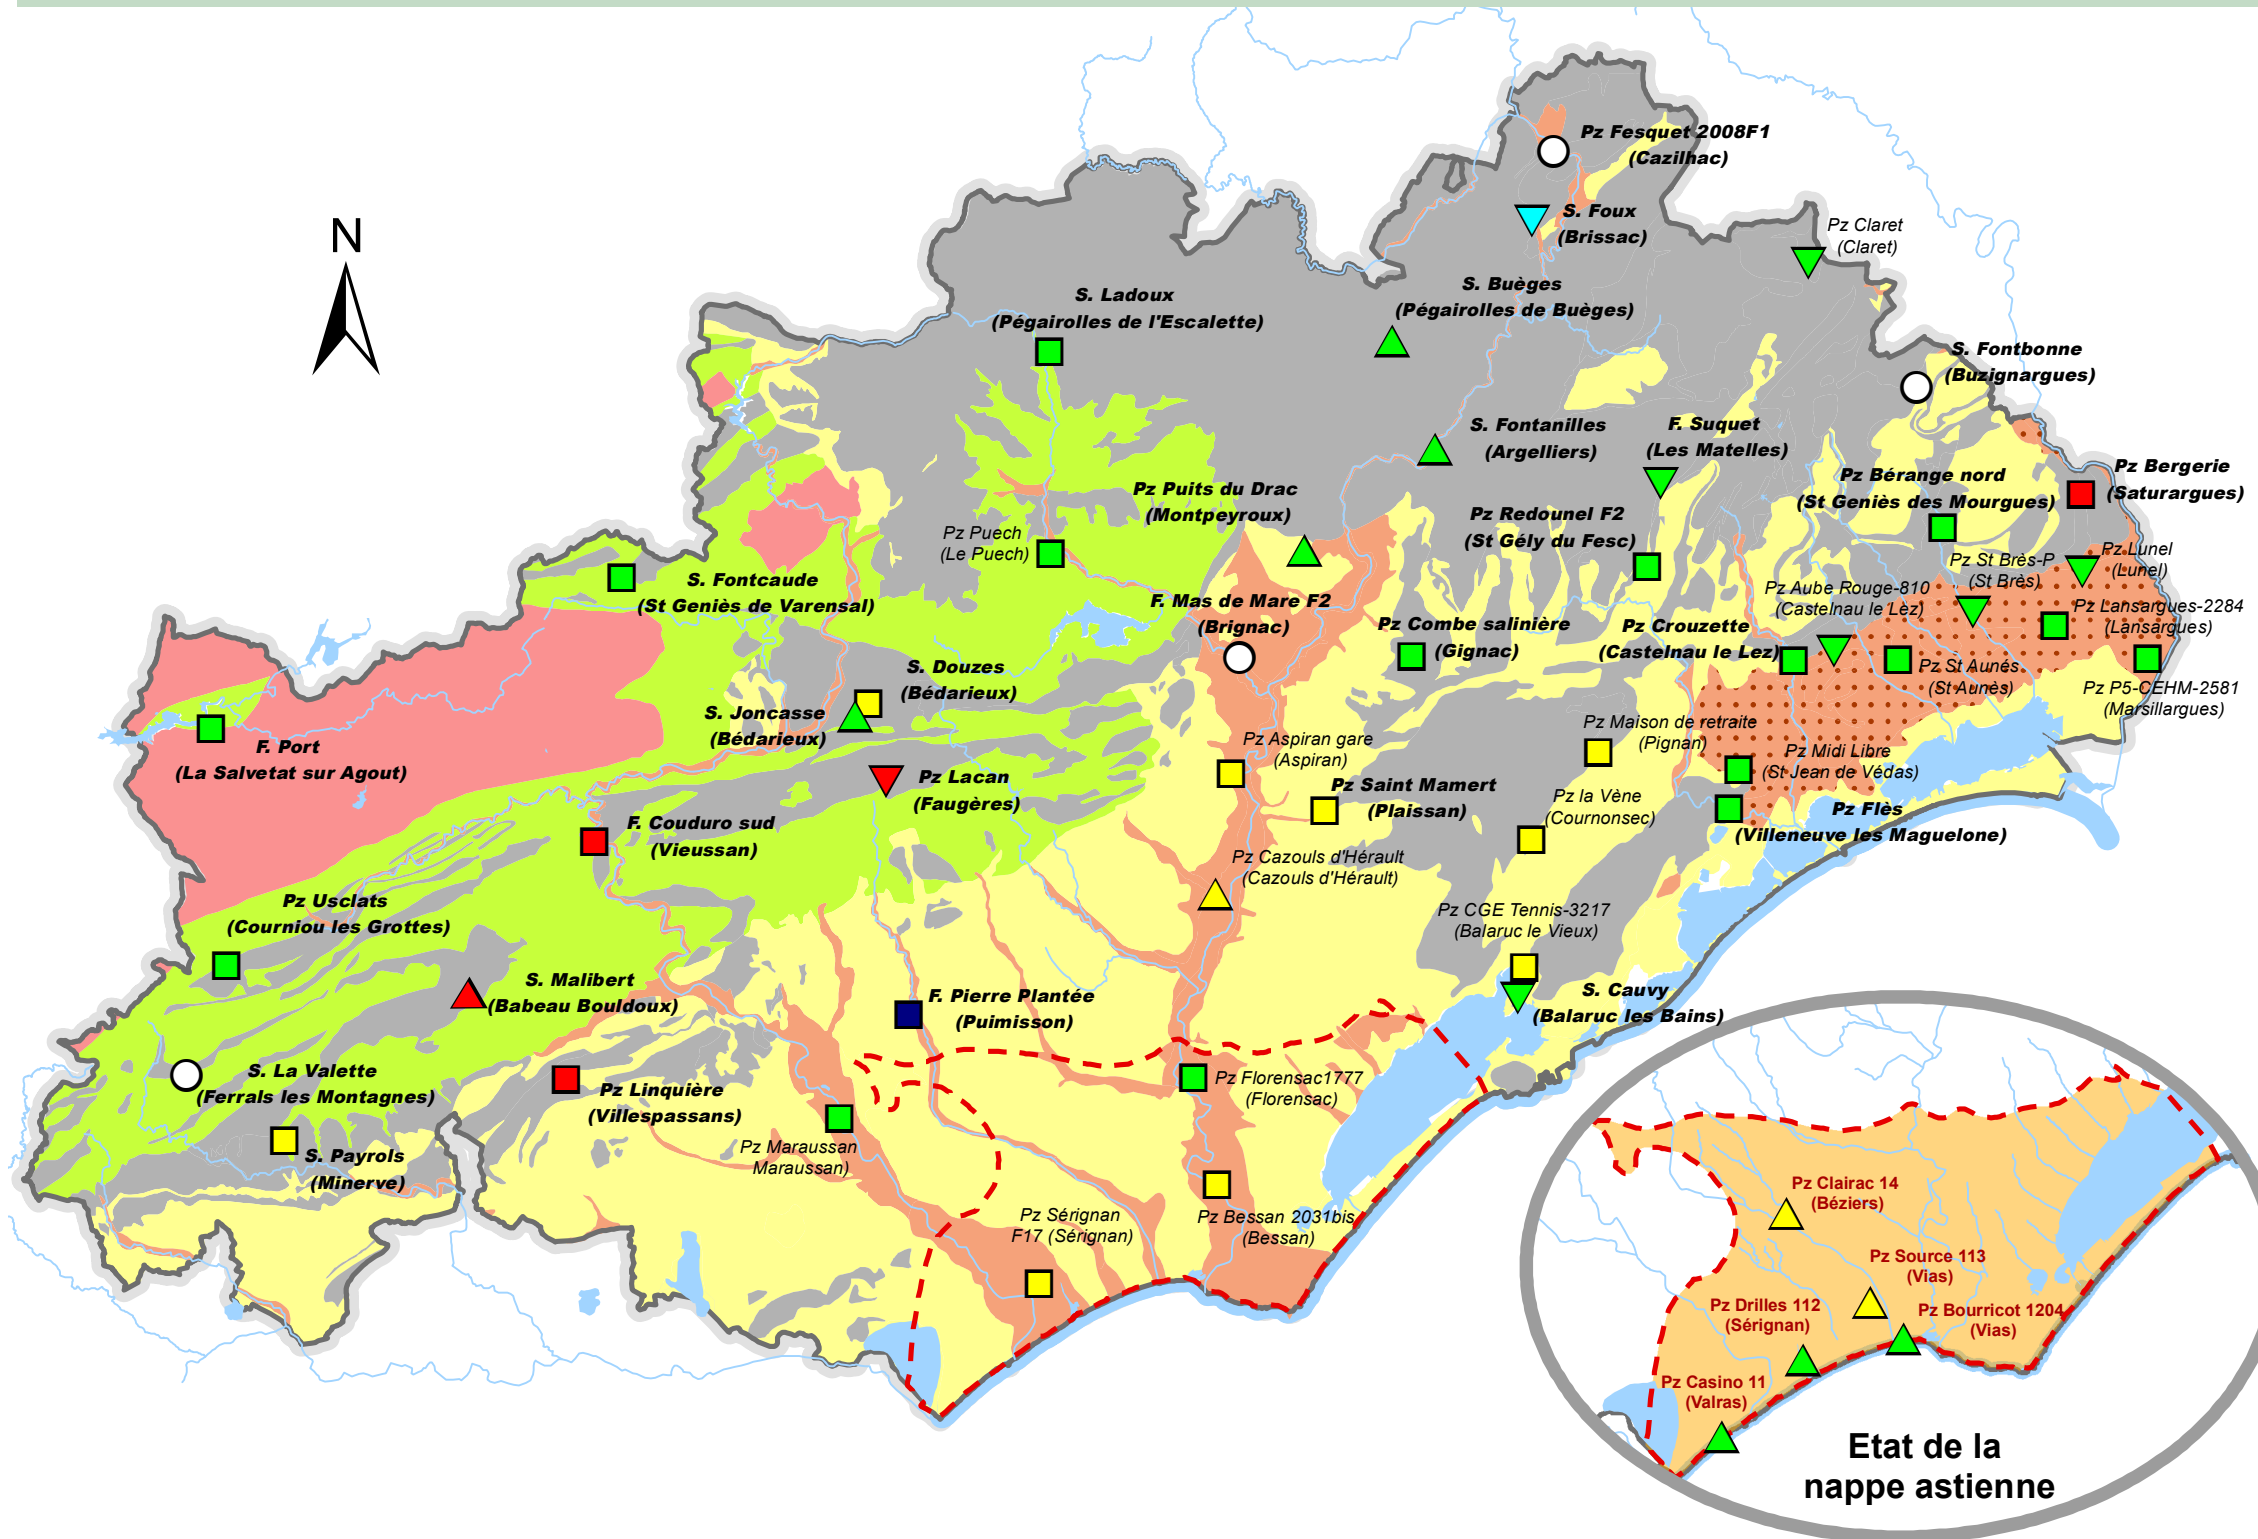 N
Pz Fesquet 2008F1
(Cazilhac)
S. Foux
(Brissac)
Pz Claret
(Claret)
S. Buèges
(Pégairolles de Buèges)
S. Ladoux
(Pégairolles de l'Escalette)
S. Fontbonne
(Buzignargues)
S. Fontanilles
(Argelliers)
F. Suquet
(Les Matelles)
Pz Bérange nord
(St Geniès des Mourgues)
Pz Bergerie
(Saturargues)
Pz Puits du Drac
(Montpeyroux)
Pz Redounel F2
(St Gély du Fesc)
Pz Puech
(Le Puech)
Pz St Brès-P
(St Brès)
Pz Lunel
(Lunel)
S. Fontcaude
(St Geniès de Varensal)
F. Mas de Mare F2
(Brignac)
Pz Aube Rouge-810
(Castelnau le Lèz)
Pz Lansargues-2284
(Lansargues)
Pz Combe salinière
(Gignac)
Pz Crouzette
(Castelnau le Lez)
S. Douzes
(Bédarieux)
Pz St Aunés
(St Aunès)
Pz P5-CEHM-2581
(Marsillargues)
S. Joncasse
(Bédarieux)
F. Port
(La Salvetat sur Agout)
Pz Aspiran gare
(Aspiran)
Pz Maison de retraite
(Pignan)
Pz Midi Libre
(St Jean de Védas)
Pz Lacan
(Faugères)
Pz Saint Mamert
(Plaissan)
Pz la Vène
(Cournonsec)
Pz Flès
(Villeneuve les Maguelone)
F. Couduro sud
(Vieussan)
Pz Cazouls d'Hérault
(Cazouls d'Hérault)
Pz Usclats
(Courniou les Grottes)
Pz CGE Tennis-3217
(Balaruc le Vieux)
S. Malibert
(Babeau Bouldoux)
F. Pierre Plantée
(Puimisson)
S. Cauvy
(Balaruc les Bains)
S. La Valette
(Ferrals les Montagnes)
Pz Linquière
(Villespassans)
Pz Florensac1777
(Florensac)
S. Payrols
(Minerve)
Pz Maraussan
Maraussan)
Pz Sérignan
F17 (Sérignan)
Pz Bessan 2031bis
(Bessan)
Pz Clairac 14
(Béziers)
Pz Source 113
(Vias)
Pz Drilles 112
(Sérignan)
Pz Bourricot 1204
(Vias)
Pz Casino 11
(Valras)
Etat de la
nappe astienne